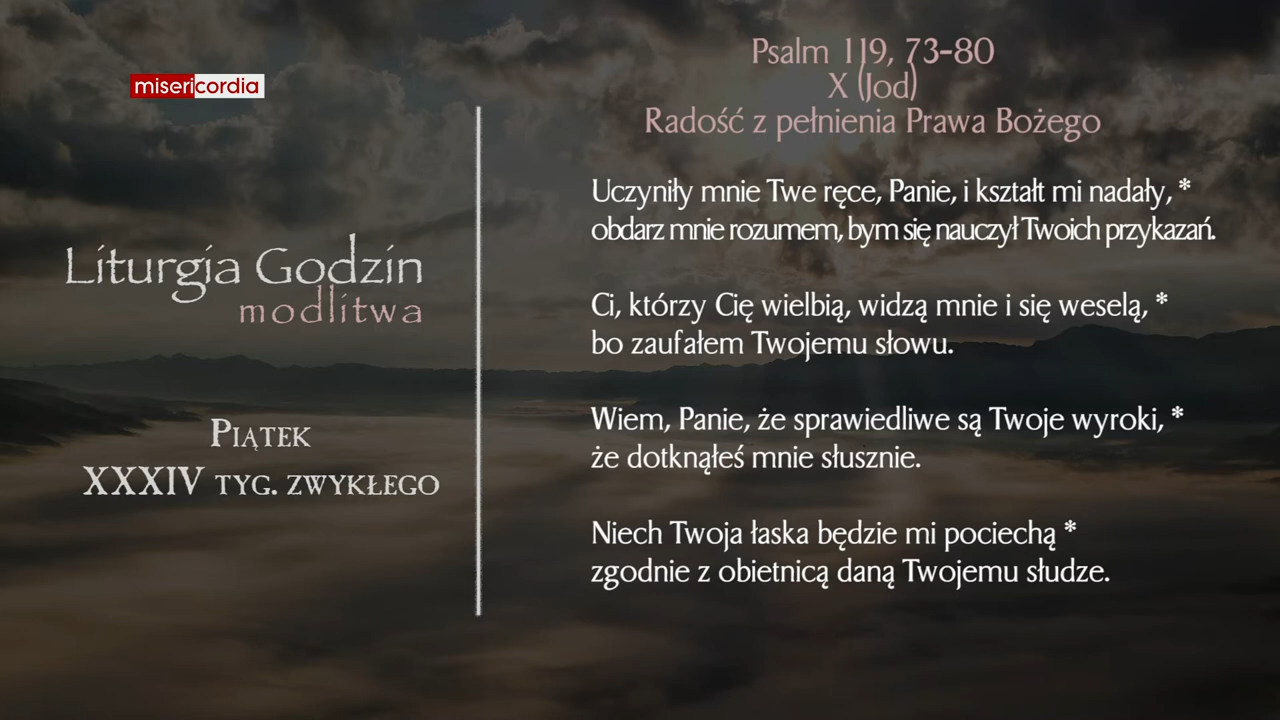 misericordia
Liturgia Godzin
modlitwa
Piątek
XXXIV tyg. zwykłego
Psalm 119, 73-80
X (Jod)
Radość z pełnienia Prawa Bożego
Uczyniły mnie Twe ręce, Panie, i kształt mi nadały, *
obdarz mnie rozumem, bym się nauczył Twoich przykazań.
Ci, którzy Cię wielbią, widzą mnie i się weselą, *
bo zaufałem Twojemu słowu.
Wiem, Panie, że sprawiedliwe są Twoje wyroki, *
że dotknąłeś mnie słusznie.
Niech Twoja łaska będzie mi pociechą *
zgodnie z obietnicą daną Twojemu słudze.